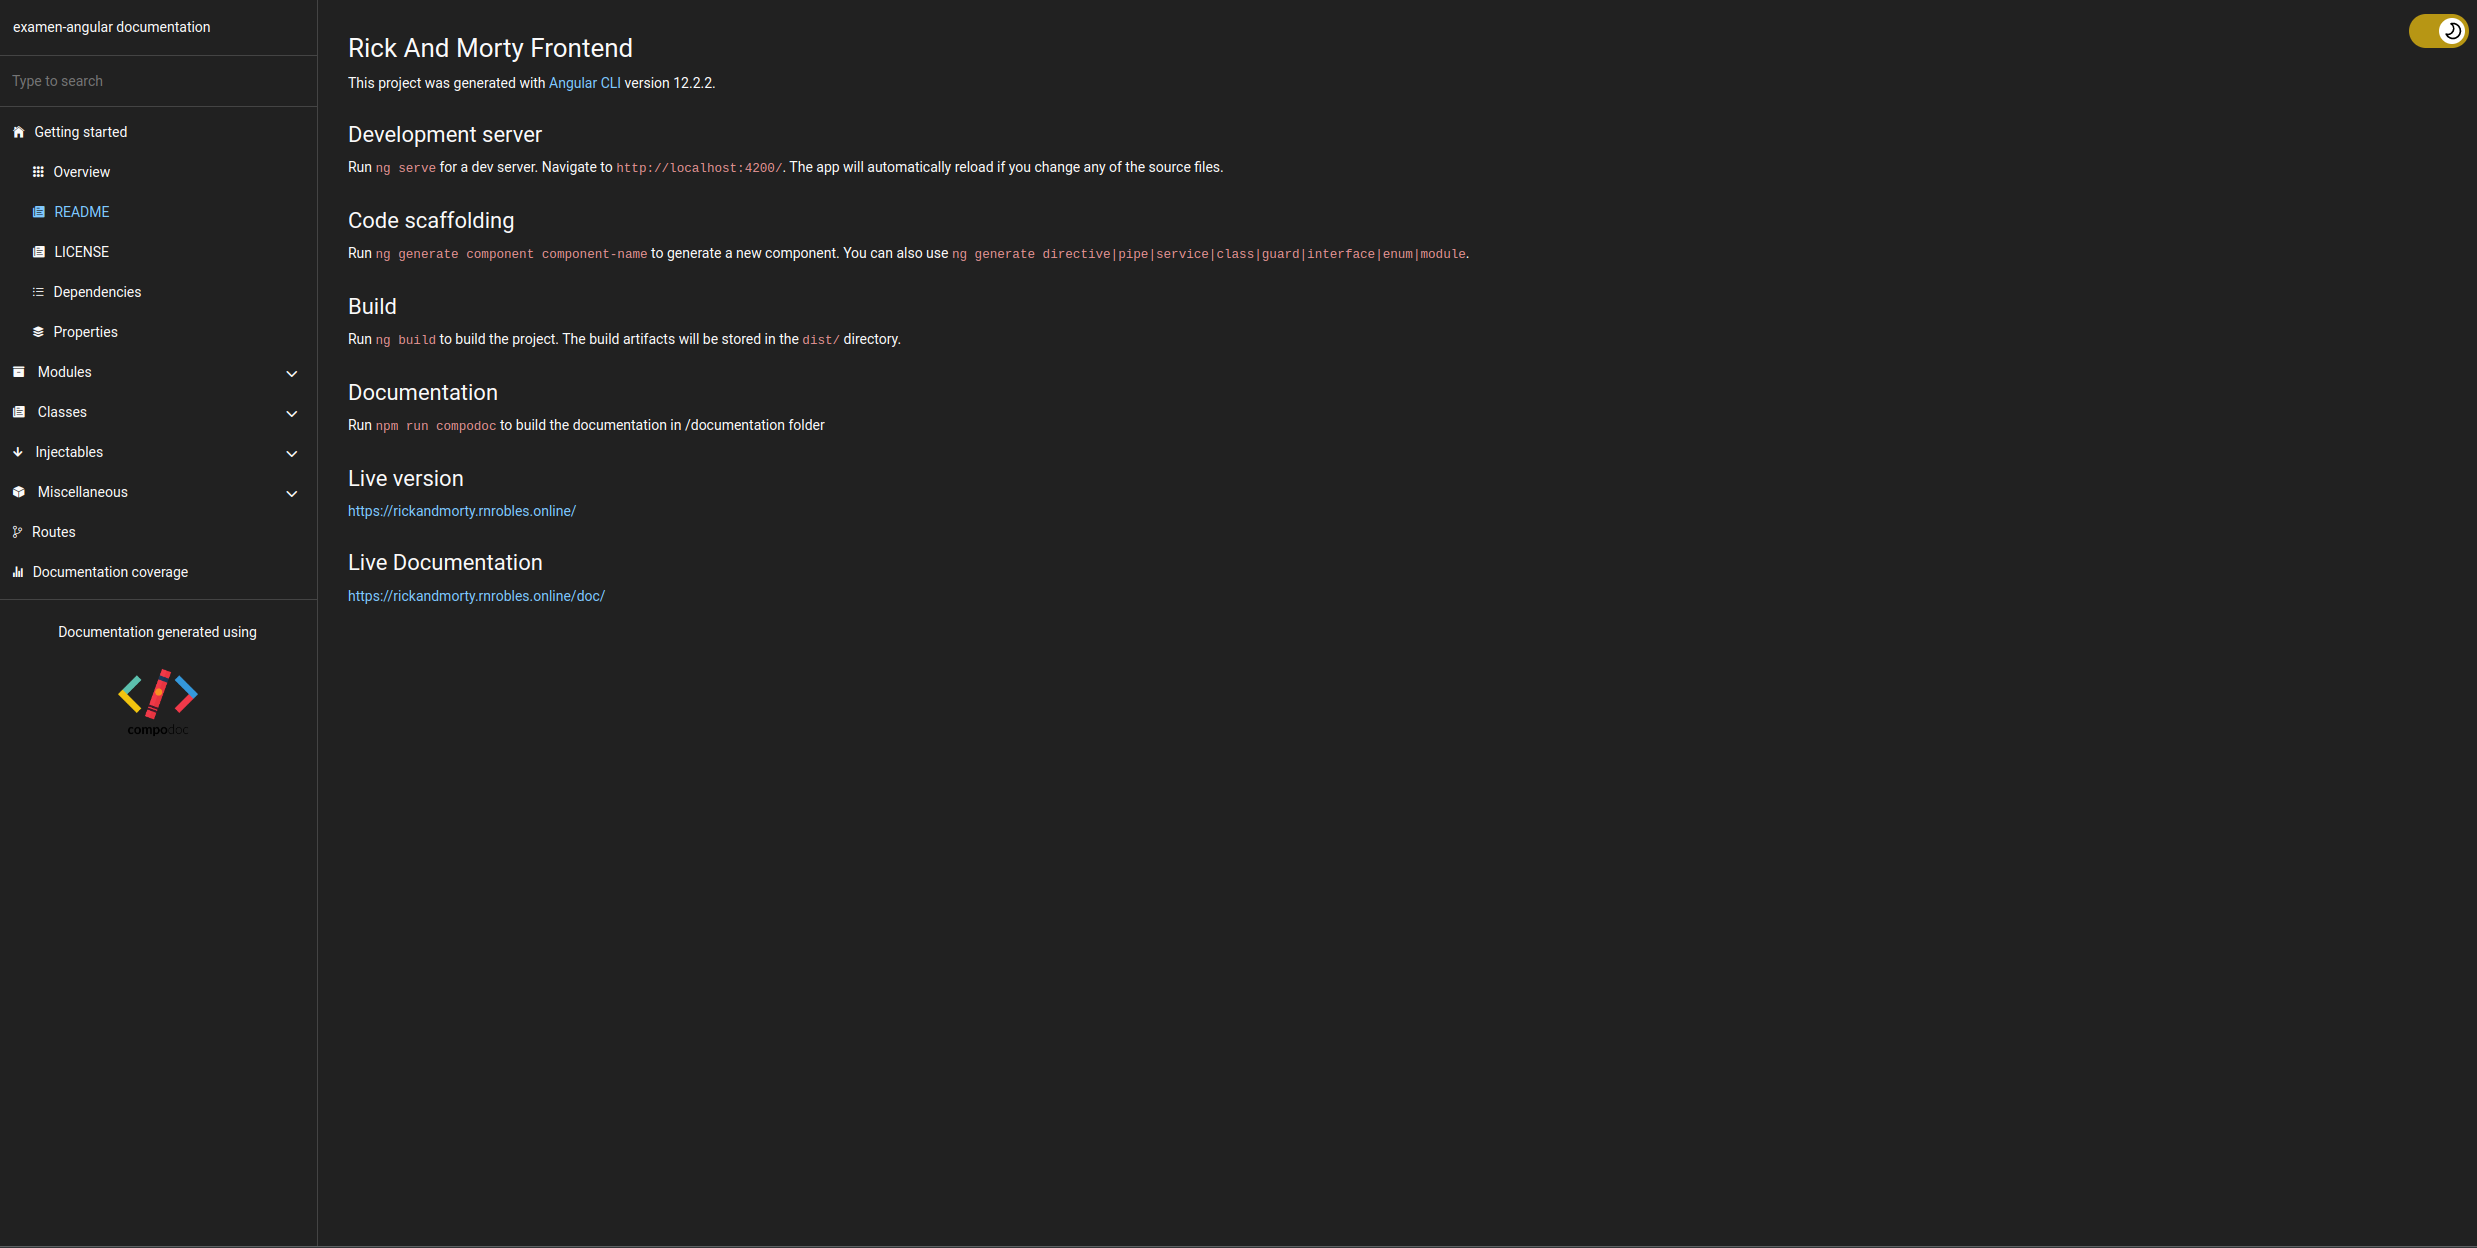 examen-angular documentation
Type to search
Getting started
Overview
README
LICENSE
Dependencies
Properties
Modules
Classes
Injectables
Miscellaneous
Routes
Documentation coverage
Documentation generated using
compodoc
Rick And Morty Frontend
This project was generated with Angular CLI version 12.2.2.
Development server
Run ng serve for a dev server. Navigate to http://localhost:4200/. The app will automatically reload if you change any of the source files.
Code scaffolding
Run ng generate component component-name to generate a new component. You can also use ng generate directive|pipe|service|class|guard|interface|enum|module.
Build
Run ng build to build the project. The build artifacts will be stored in the dist/ directory.
Documentation
Run npm run compodoc to build the documentation in /documentation folder
Live version
https://rickandmorty.rnrobles.online/
Live Documentation
https://rickandmorty.rnrobles.online/doc/